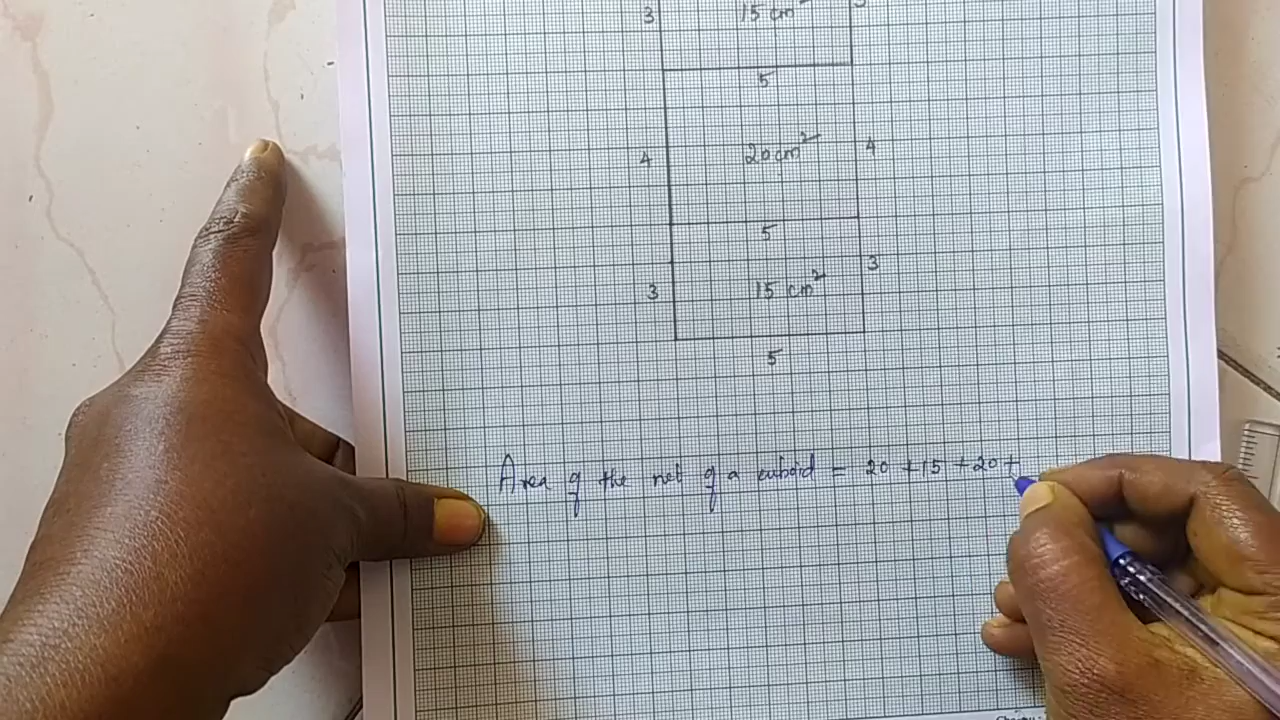 3 15 cm² 3
5
4 20 cm² 4
5
3 15 cm² 3
5
Area of the net of a cuboid = 20 + 15 + 20 +